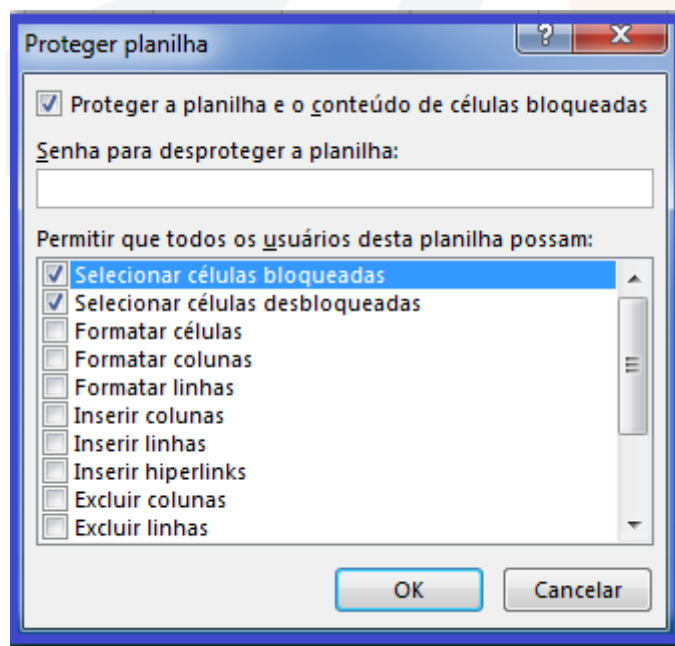 Proteger planilha
Proteger a planilha e o conteúdo de células bloqueadas
Senha para desproteger a planilha:
Permitir que todos os usuários desta planilha possam:
Selecionar células bloqueadas
Selecionar células desbloqueadas
Formatar células
Formatar colunas
Formatar linhas
Inserir colunas
Inserir linhas
Inserir hiperlinks
Excluir colunas
Excluir linhas
OK Cancelar